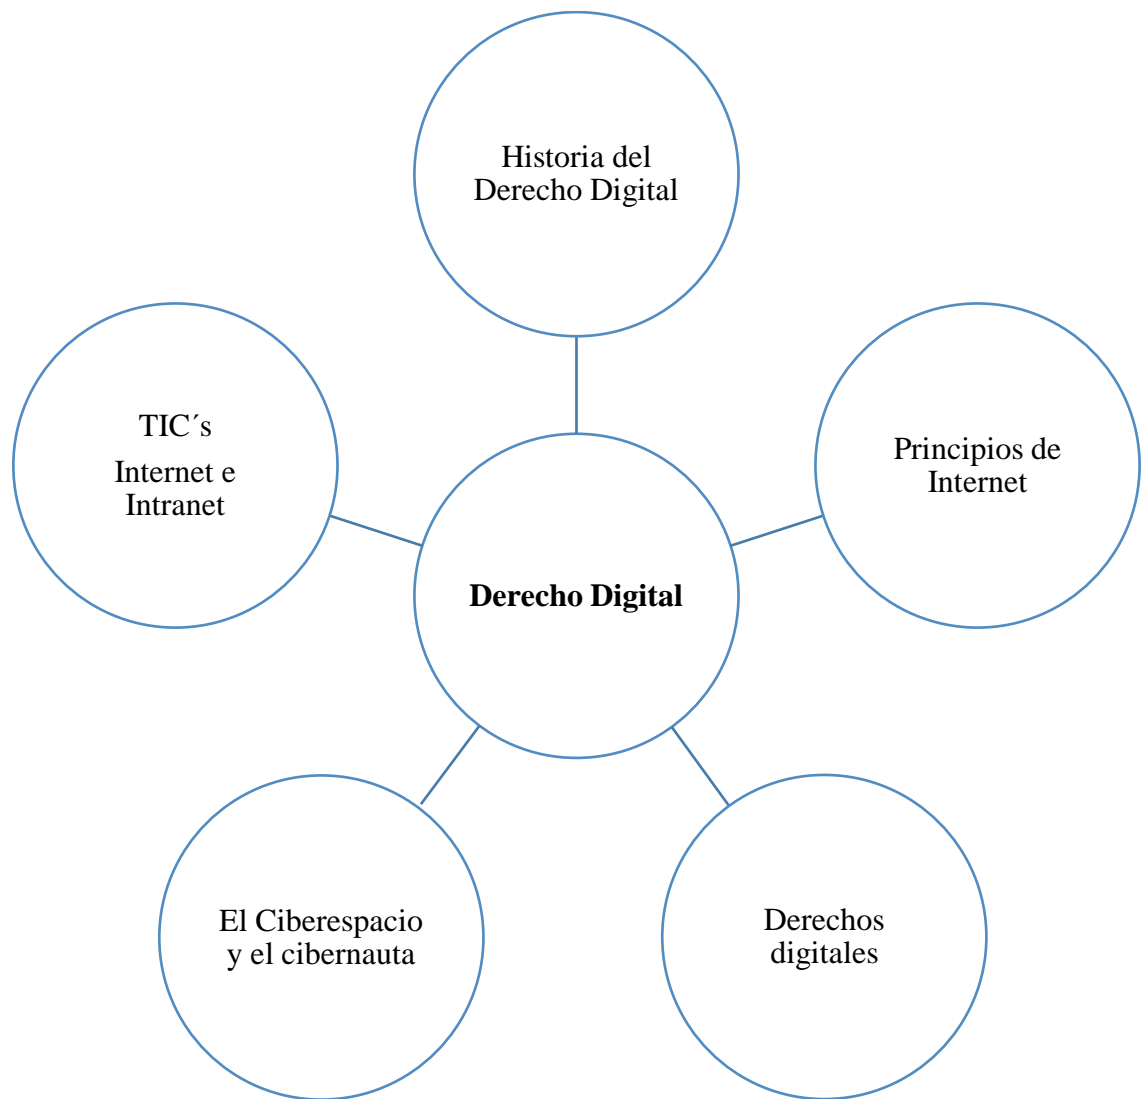 Historia del
Derecho Digital
TIC´s
Internet e
Intranet
Principios de
Internet
Derecho Digital
El Ciberespacio
y el cibernauta
Derechos
digitales